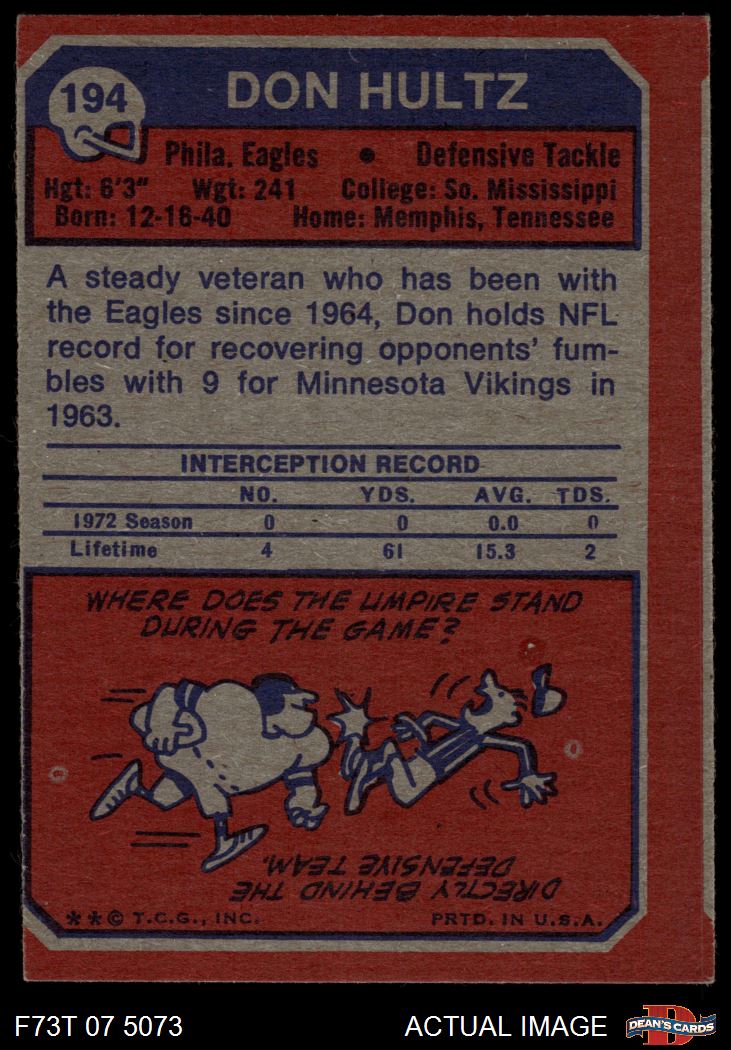 194
DON HULTZ
Phila. Eagles • Defensive Tackle
Hgt: 6'3" Wgt: 241 College: So. Mississippi
Born: 12-16-40 Home: Memphis, Tennessee
A steady veteran who has been with
the Eagles since 1964, Don holds NFL
record for recovering opponents' fum-
bles with 9 for Minnesota Vikings in
1963.
INTERCEPTION RECORD
NO. YDS. AVG. TDS.
1972 Season 0 0 0.0 0
Lifetime 4 61 15.3 2
WHERE DOES THE UMPIRE STAND
DURING THE GAME?
DIRECTLY BEHIND THE
DEFENSIVE TEAM.
**© T.C.G., INC. PRTD. IN U.S.A.
F73T 07 5073 ACTUAL IMAGE DEAN'S CARDS